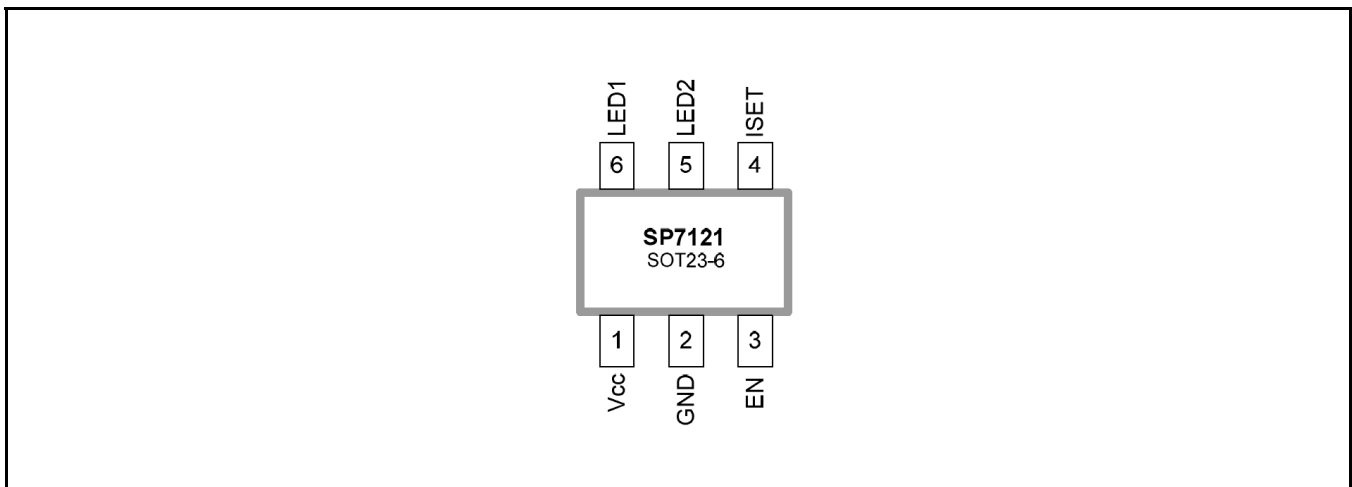 LED1
LED2
ISET
6
5
4
SP7121
SOT23-6
1
2
3
Vcc
GND
EN